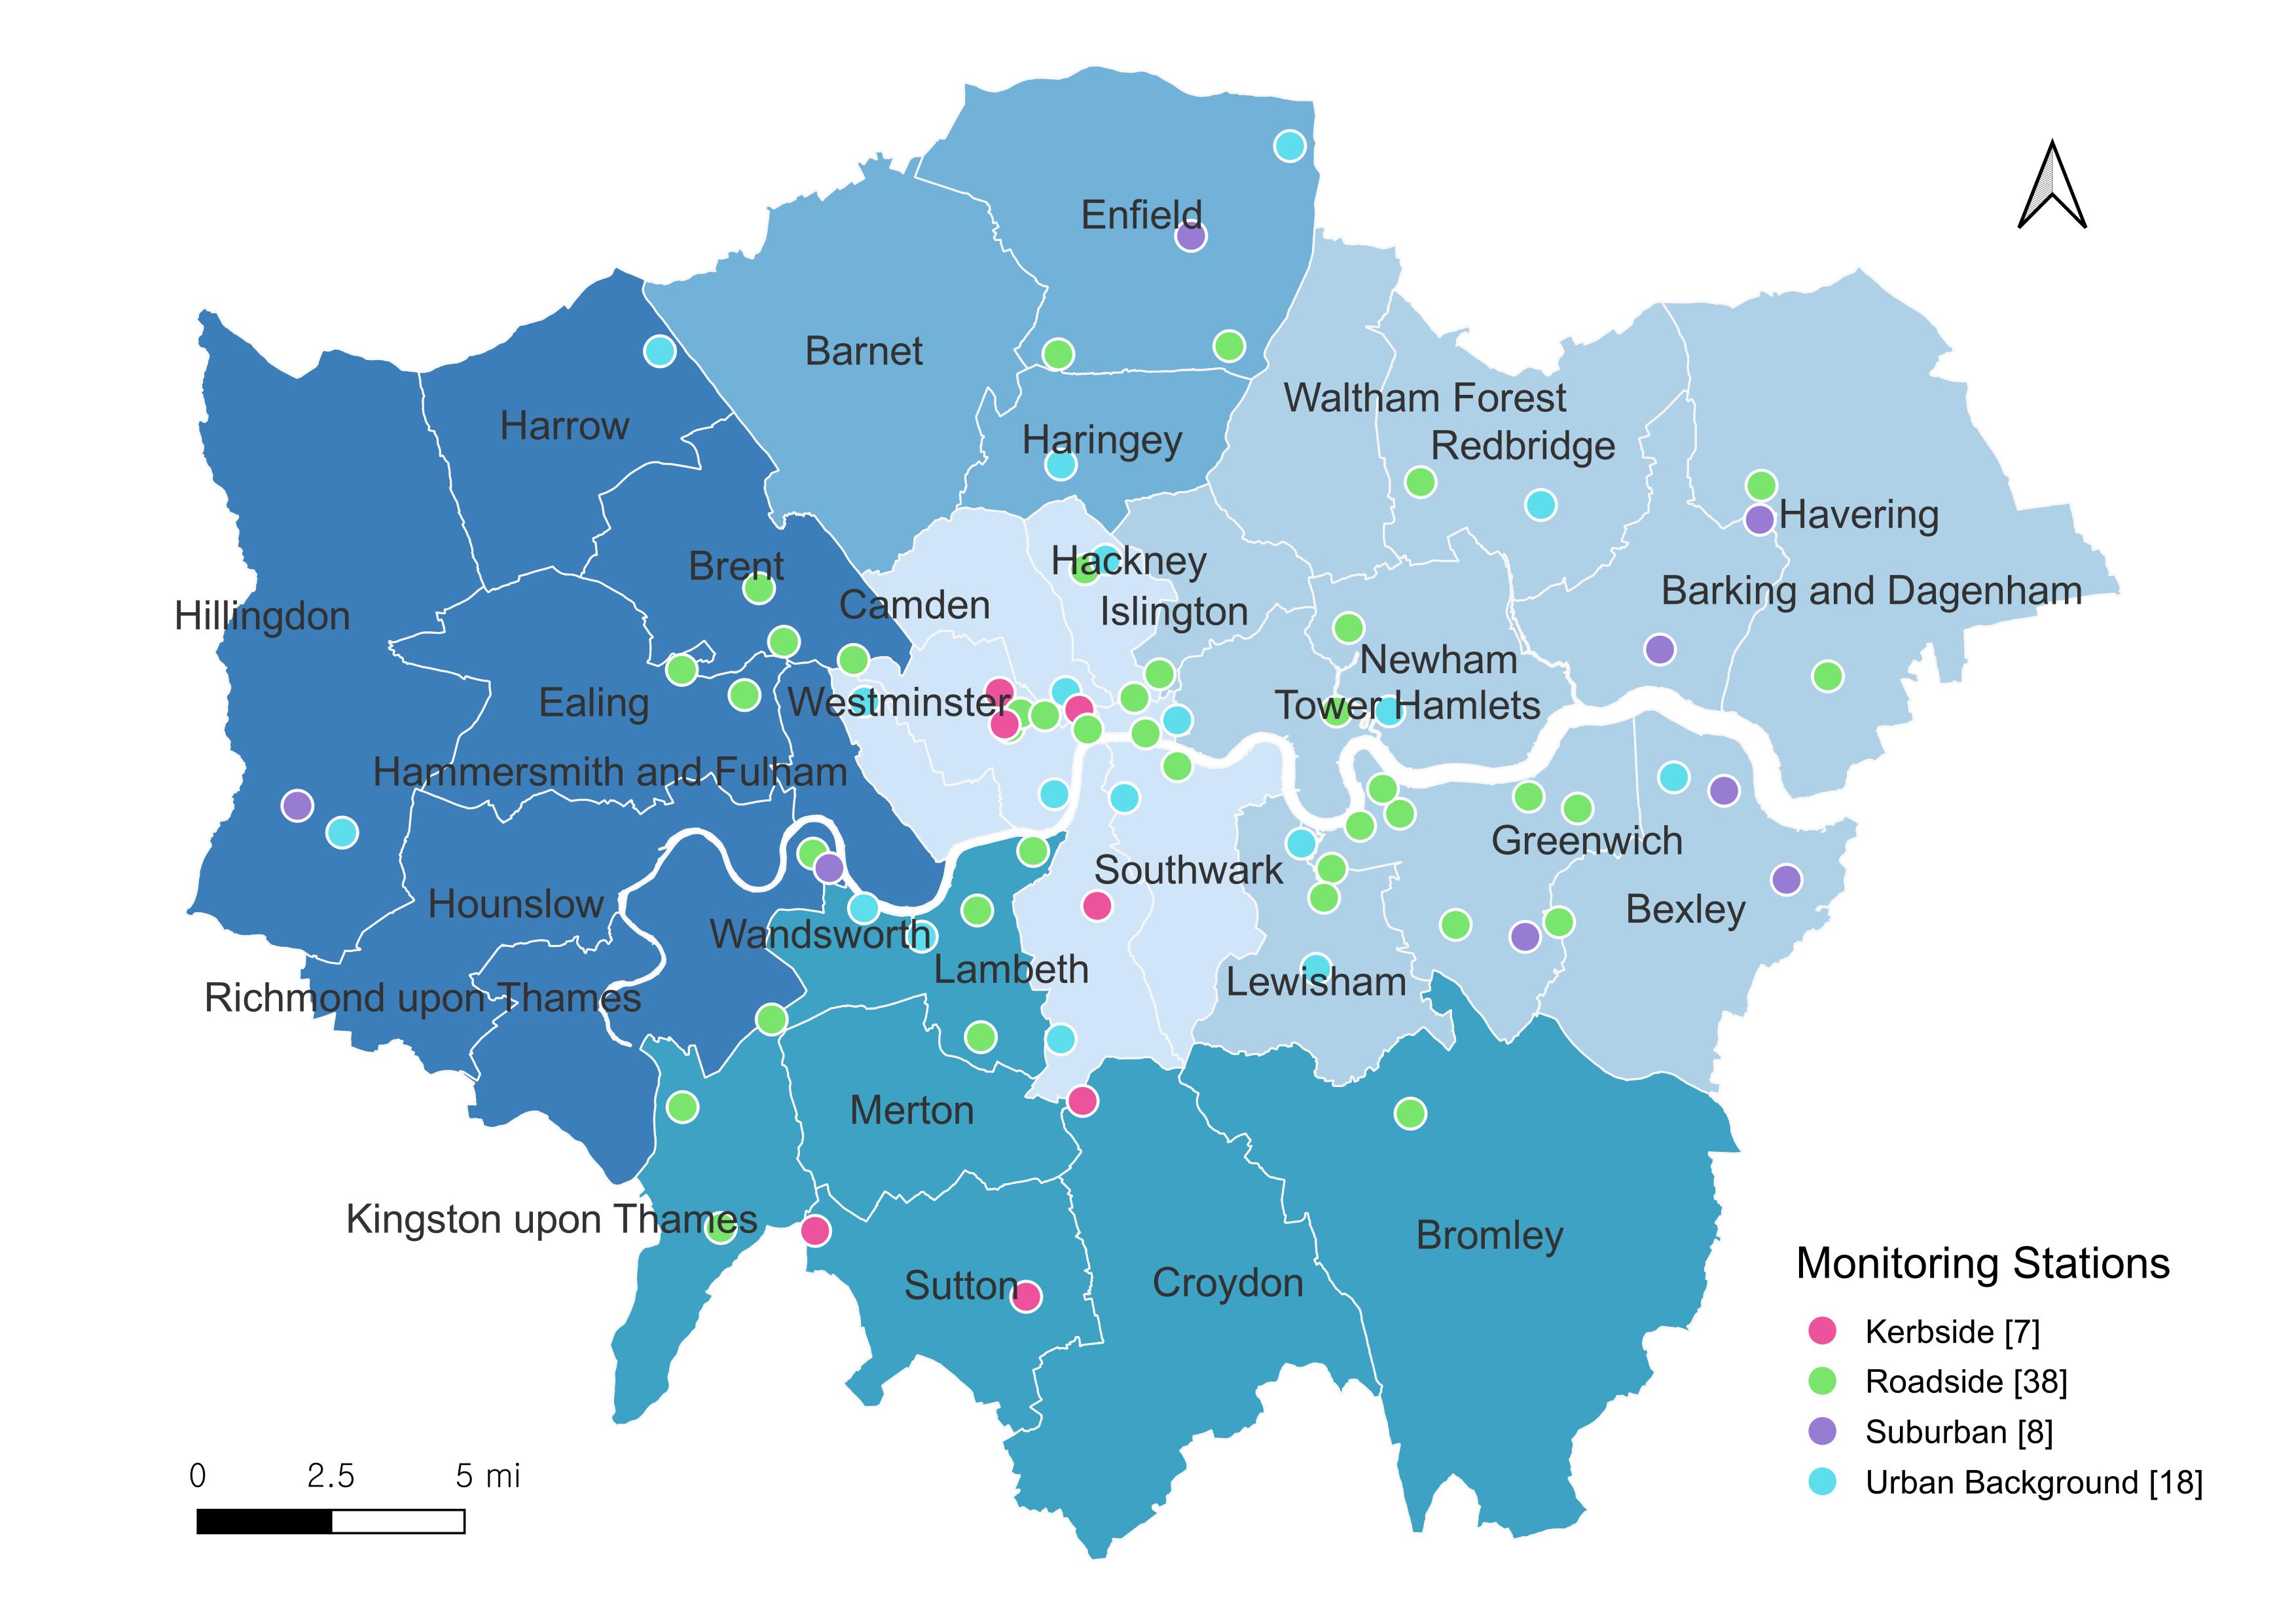 Enfield
Barnet
Waltham Forest
Harrow
Haringey
Redbridge
Havering
Brent
Hackney
Barking and Dagenham
Camden
Islington
Hillingdon
Newham
Ealing
Westminster
Tower Hamlets
Hammersmith and Fulham
Greenwich
Southwark
Hounslow
Bexley
Wandsworth
Lambeth
Lewisham
Richmond upon Thames
Merton
Kingston upon Thames
Bromley
Sutton
Croydon
Monitoring Stations
Kerbside [7]
Roadside [38]
Suburban [8]
Urban Background [18]
0 2.5 5 mi